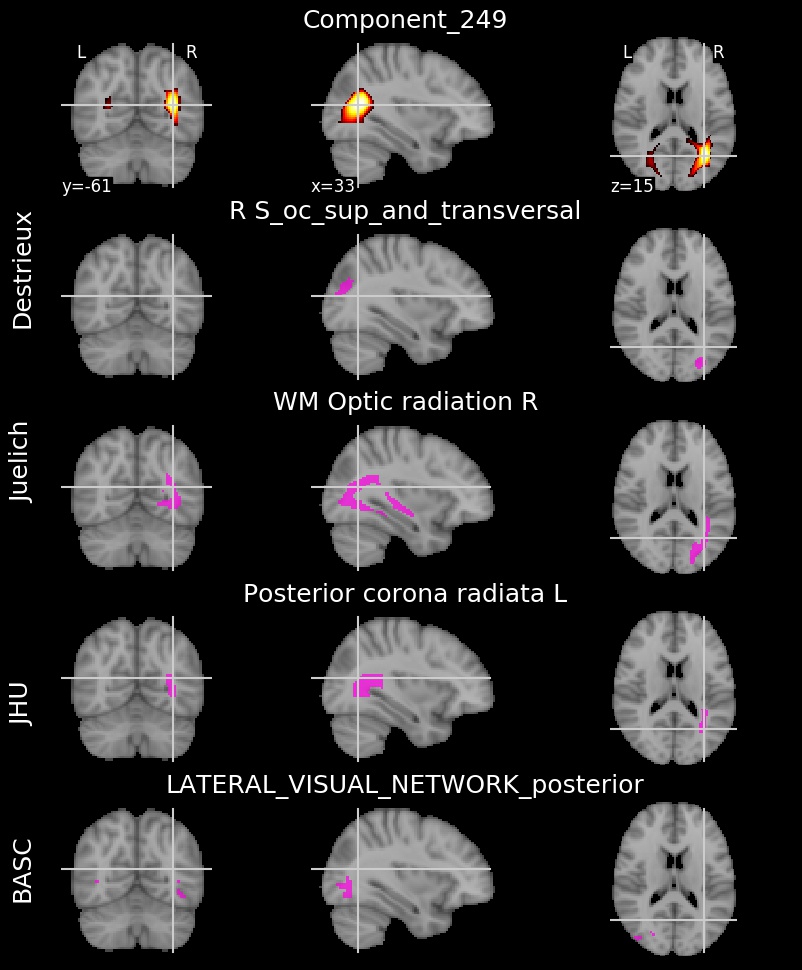 Component_249
L R L R
y=-61 x=33 z=15
Destrieux
R S_oc_sup_and_transversal
Juelich
WM Optic radiation R
JHU
Posterior corona radiata L
BASC
LATERAL_VISUAL_NETWORK_posterior